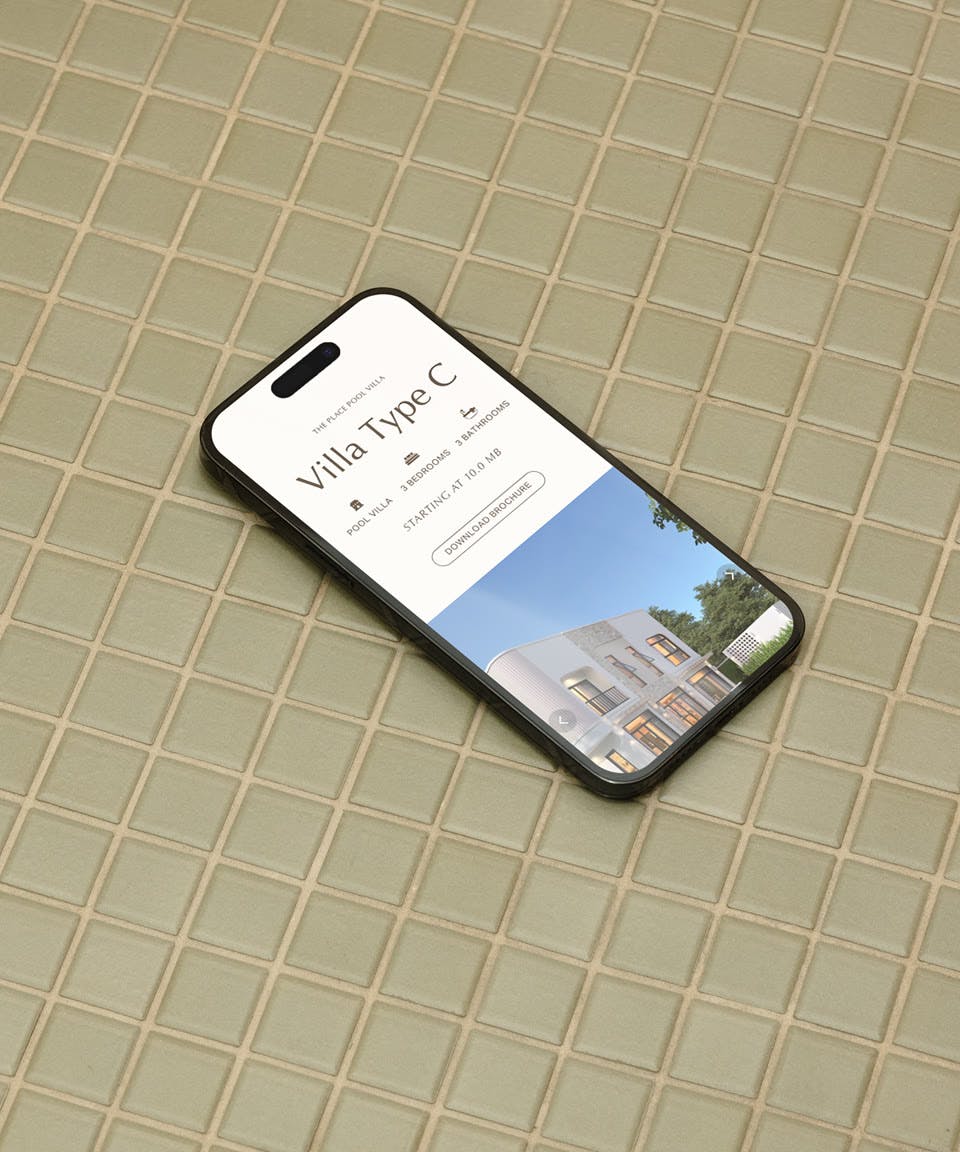 THE PLACE POOL VILLA
Villa Type C
POOL VILLA 3 BEDROOMS 3 BATHROOMS
STARTING AT 10.0 MB
DOWNLOAD BROCHURE